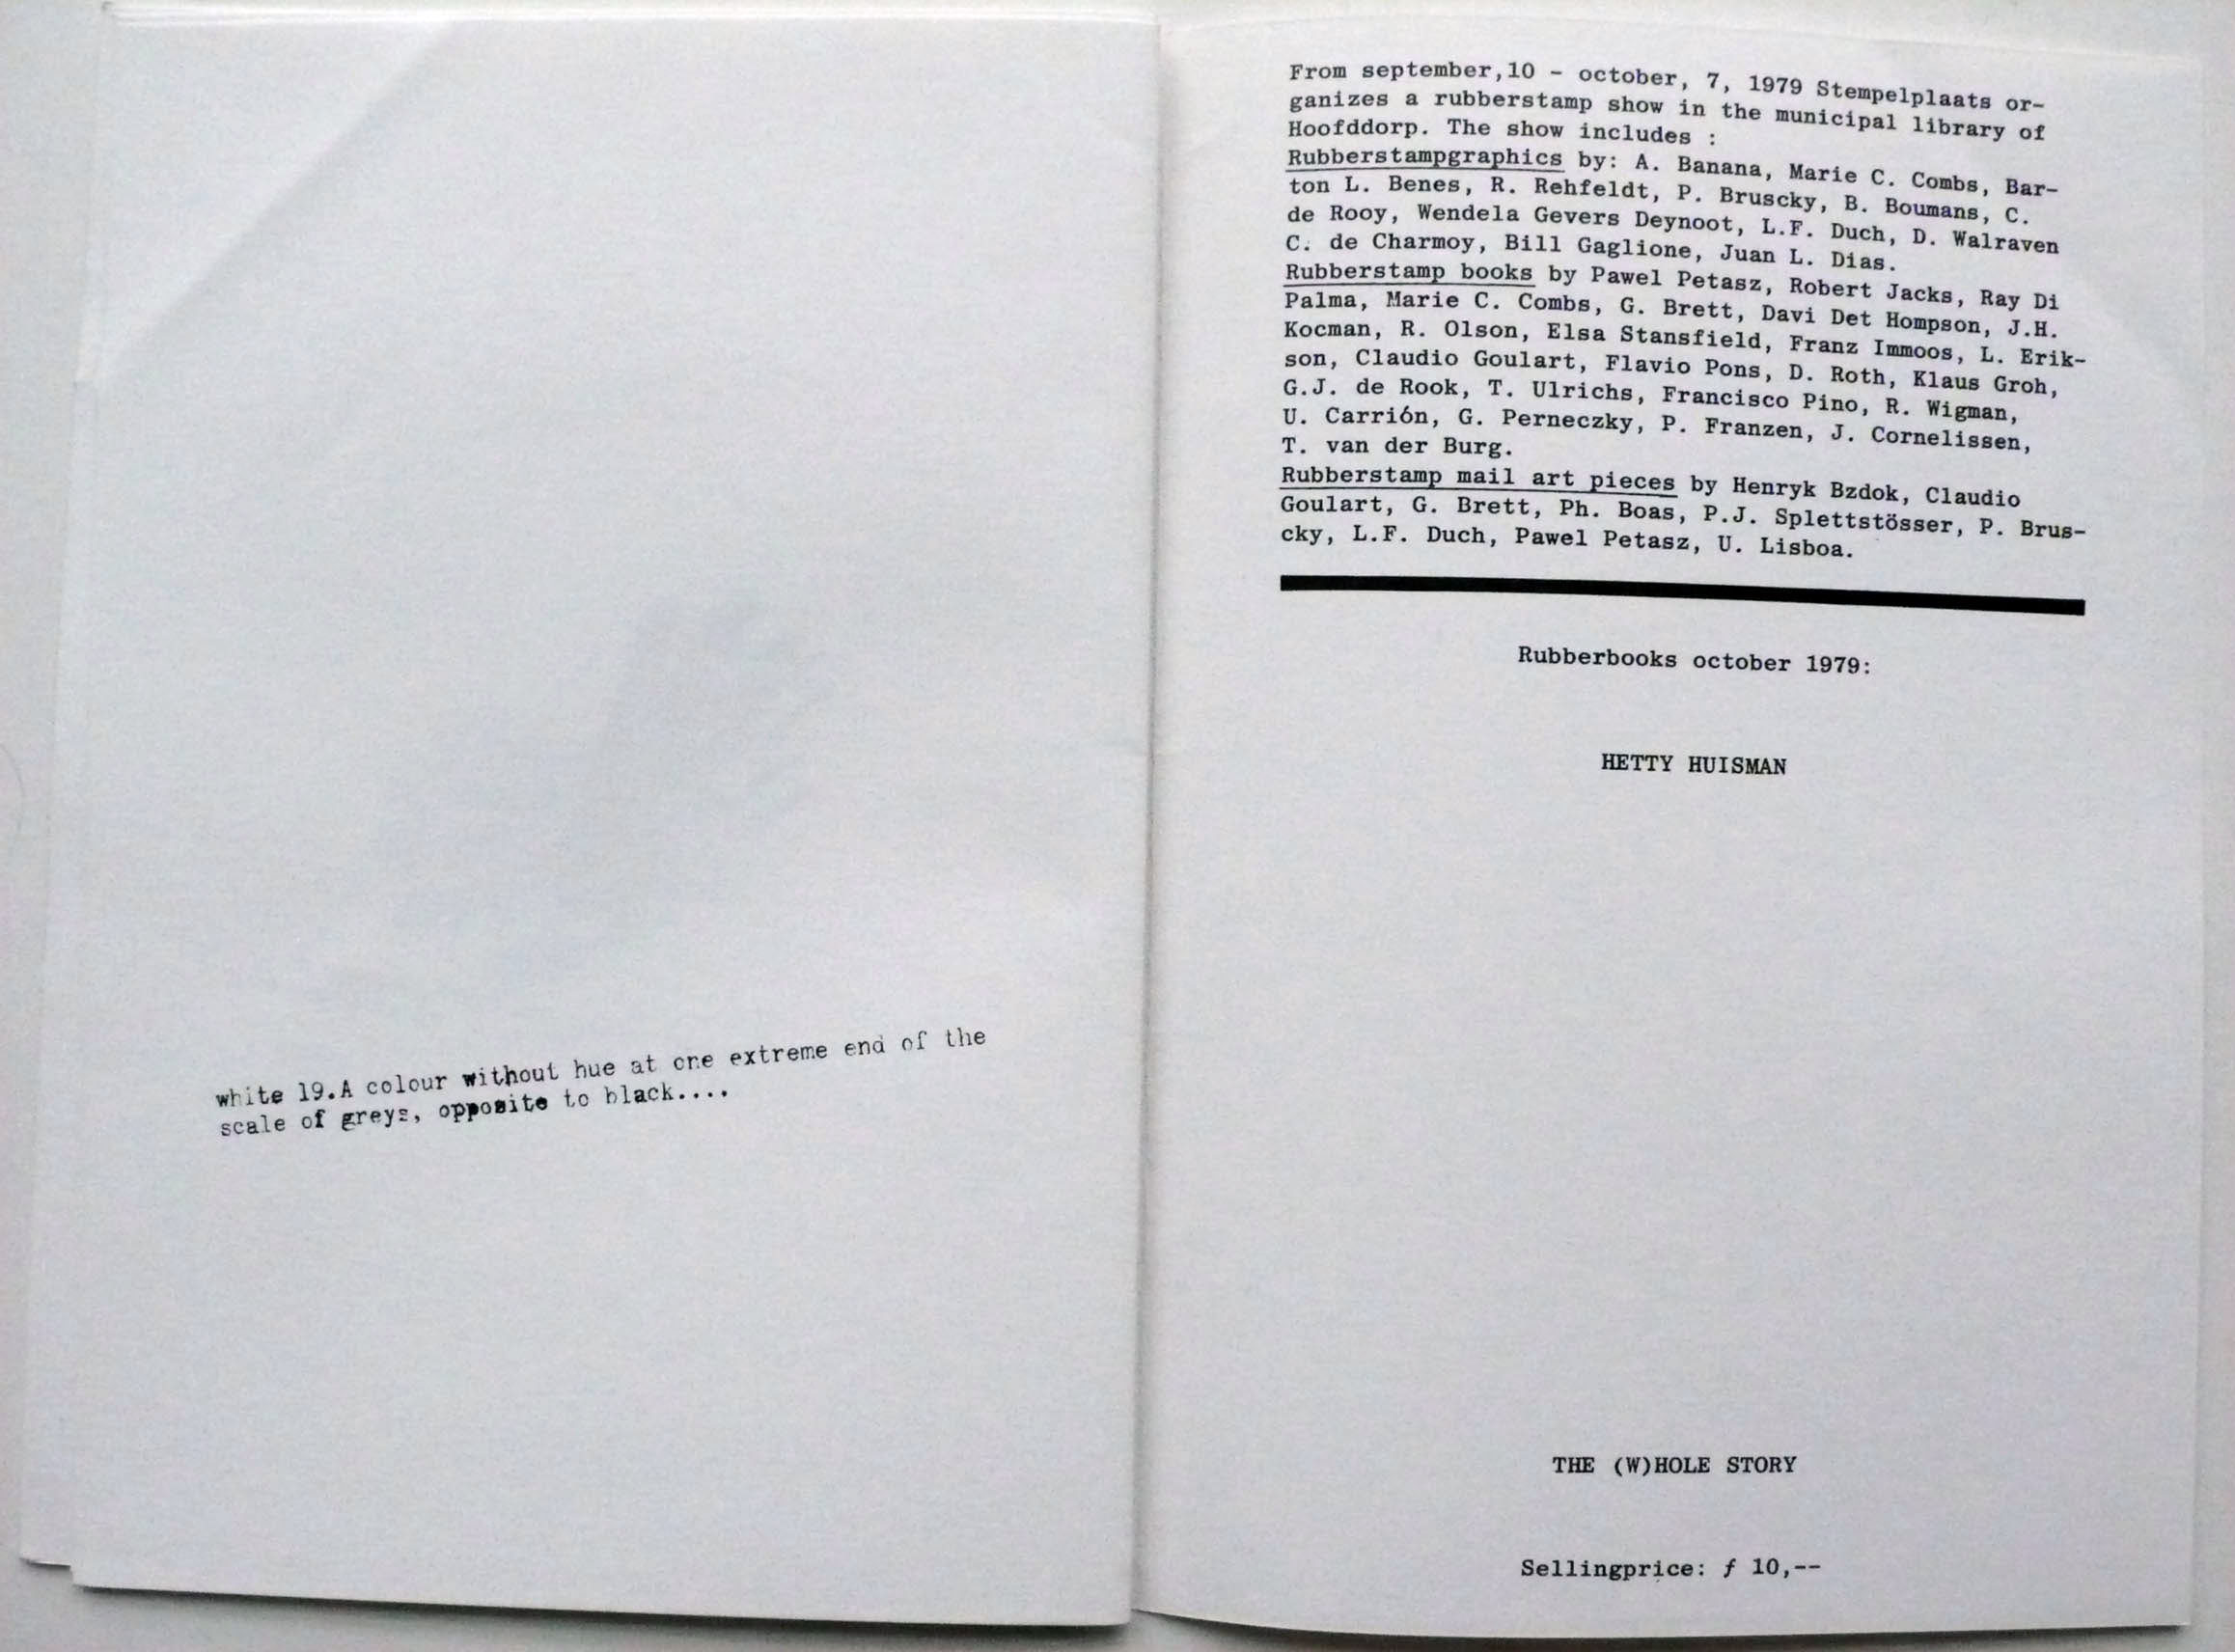 white 19.A colour without hue at one extreme end of the
scale of greys, opposite to black....
From september,10 - october, 7, 1979 Stempelplaats or-
ganizes a rubberstamp show in the municipal library of
Hoofddorp. The show includes :
Rubberstampgraphics by: A. Banana, Marie C. Combs, Bar-
ton L. Benes, R. Rehfeldt, P. Bruscky, B. Boumans, C.
de Rooy, Wendela Gevers Deynoot, L.F. Duch, D. Walraven
C. de Charmoy, Bill Gaglione, Juan L. Dias.
Rubberstamp books by Pawel Petasz, Robert Jacks, Ray Di
Palma, Marie C. Combs, G. Brett, Davi Det Hompson, J.H.
Kocman, R. Olson, Elsa Stansfield, Franz Immoos, L. Erik-
son, Claudio Goulart, Flavio Pons, D. Roth, Klaus Groh,
G.J. de Rook, T. Ulrichs, Francisco Pino, R. Wigman,
U. Carrión, G. Perneczky, P. Franzen, J. Cornelissen,
T. van der Burg.
Rubberstamp mail art pieces by Henryk Bzdok, Claudio
Goulart, G. Brett, Ph. Boas, P.J. Splettstösser, P. Brus-
cky, L.F. Duch, Pawel Petasz, U. Lisboa.
Rubberbooks october 1979:
HETTY HUISMAN
THE (W)HOLE STORY
Sellingprice: ƒ 10,--